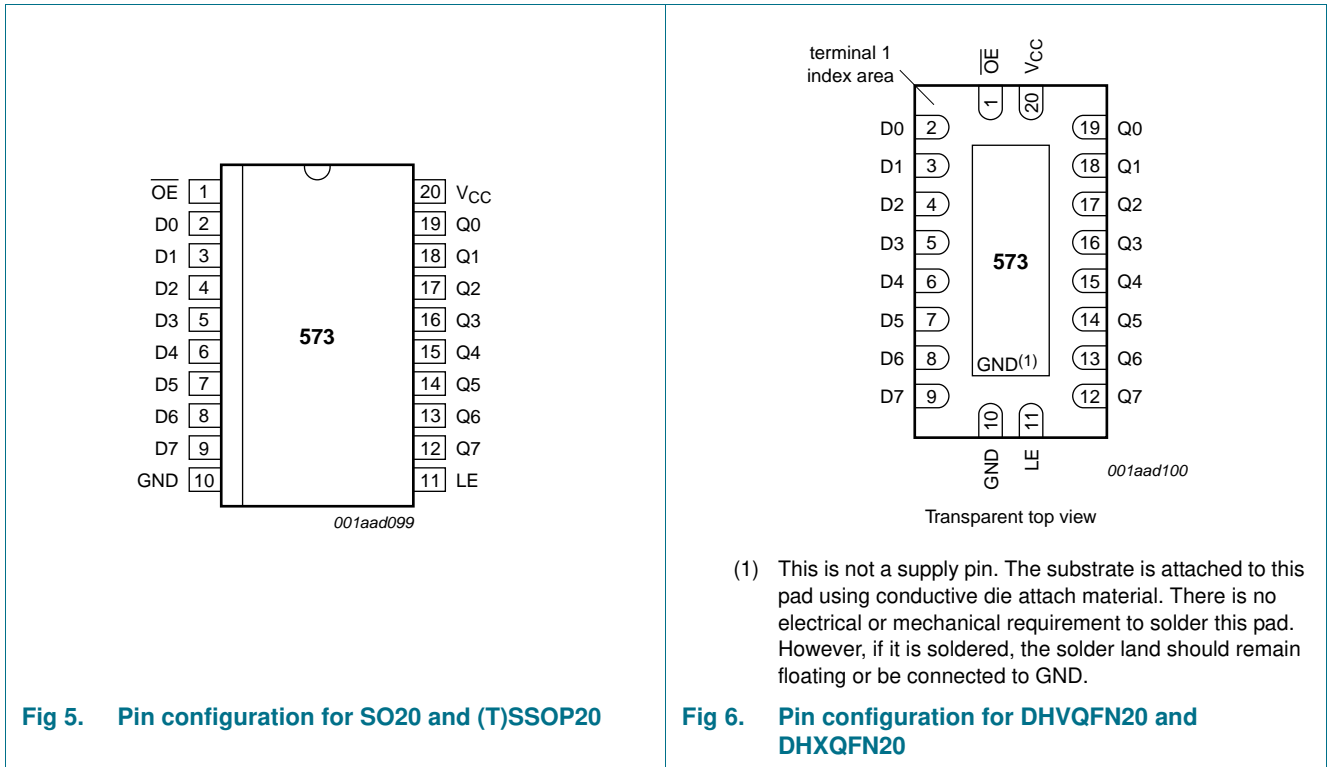 OE 1
D0 2
D1 3
D2 4
D3 5
D4 6
D5 7
D6 8
D7 9
GND 10
573
20 VCC
19 Q0
18 Q1
17 Q2
16 Q3
15 Q4
14 Q5
13 Q6
12 Q7
11 LE
001aad099
Fig 5. Pin configuration for SO20 and (T)SSOP20
terminal 1
index area
OE
VCC
1
20
D0 2
D1 3
D2 4
D3 5
D4 6
D5 7
D6 8
D7 9
573
GND(1)
19 Q0
18 Q1
17 Q2
16 Q3
15 Q4
14 Q5
13 Q6
12 Q7
10
11
GND
LE
001aad100
Transparent top view
(1) This is not a supply pin. The substrate is attached to this
pad using conductive die attach material. There is no
electrical or mechanical requirement to solder this pad.
However, if it is soldered, the solder land should remain
floating or be connected to GND.
Fig 6. Pin configuration for DHVQFN20 and
DHXQFN20